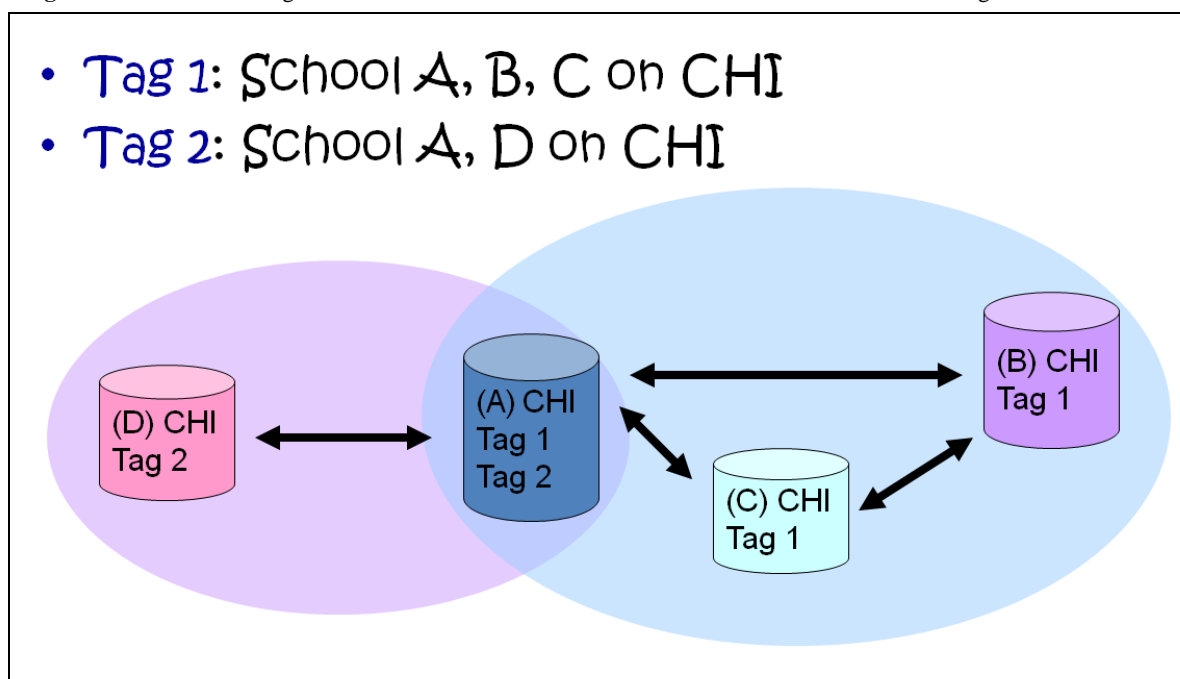 • Tag 1: School A, B, C on CHI
• Tag 2: School A, D on CHI
(D) CHI
Tag 2
(A) CHI
Tag 1
Tag 2
(B) CHI
Tag 1
(C) CHI
Tag 1